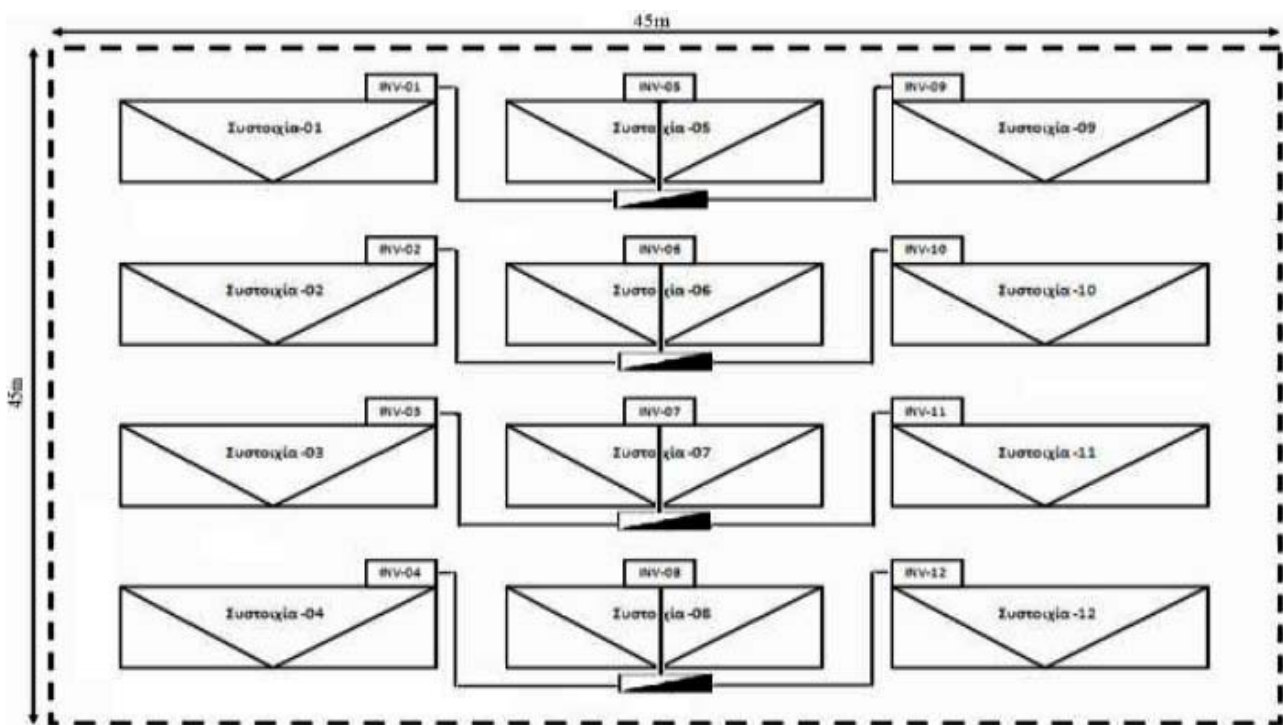 45m
45m
INV-01 INV-05 INV-09
Συστοιχία-01 Συστοιχία -05 Συστοιχία -09
INV-02 INV-06 INV-10
Συστοιχία -02 Συστοιχία -06 Συστοιχία -10
INV-03 INV-07 INV-11
Συστοιχία -03 Συστοιχία -07 Συστοιχία -11
INV-04 INV-08 INV-12
Συστοιχία -04 Συστοιχία -08 Συστοιχία -12